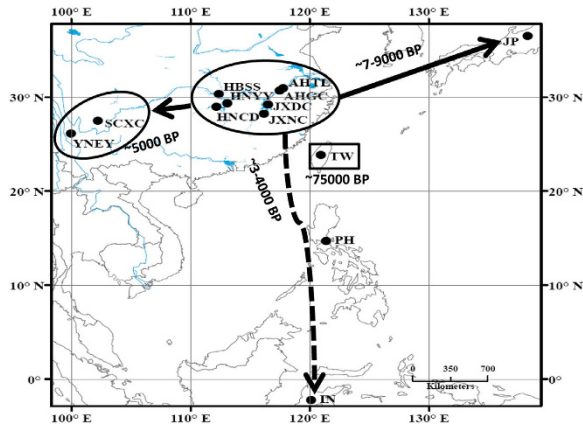 100°E 110°E 120°E 130°E
~7-9000 BP
JP
HBSS
AHTL
30°N
HNYY
AHGC
30°N
SCXC
JXDC
HNCD
JXNC
YNEY
~5000 BP
TW
~3-4000 BP
~75000 BP
20°N
20°N
PH
10°N
10°N
0 350 700
Kilometers
0°
0°
IN
100°E 110°E 120°E 130°E